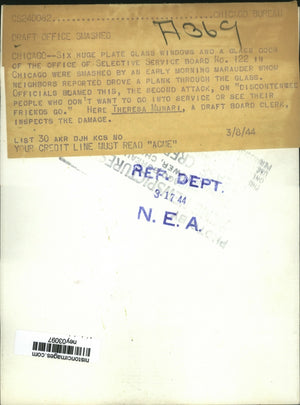 CS240082 CHICAGO BUREAU
A1369
DRAFT OFFICE SMASHED
CHICAGO--SIX HUGE PLATE GLASS WINDOWS AND A GLASS DOOR
OF THE OFFICE OF SELECTIVE SERVICE BOARD NO. 122 IN
CHICAGO WERE SMASHED BY AN EARLY MORNING MARAUDER WHOM
NEIGHBORS REPORTED DROVE A PLANK THROUGH THE GLASS.
OFFICIALS BLAMED THIS, THE SECOND ATTACK, ON "DISCONTENTED
PEOPLE WHO DON'T WANT TO GO INTO SERVICE OR SEE THEIR
FRIENDS GO." HERE THERESA MUNARI, A DRAFT BOARD CLERK,
INSPECTS THE DAMAGE.
LIST 30 AKR DJH KCS NO 3/8/44
YOUR CREDIT LINE MUST READ "ACME"
PICTURES
REF. DEPT.
3-17-44
N. E. A.
historicimages.com
ney03097